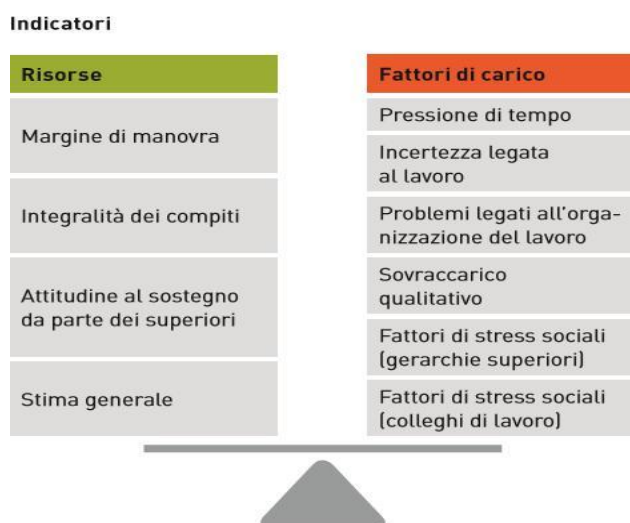 Indicatori
Risorse
Margine di manovra
Integralità dei compiti
Attitudine al sostegno
da parte dei superiori
Stima generale
Fattori di carico
Pressione di tempo
Incertezza legata
al lavoro
Problemi legati all'orga-
nizzazione del lavoro
Sovraccarico
qualitativo
Fattori di stress sociali
(gerarchie superiori)
Fattori di stress sociali
(colleghi di lavoro)